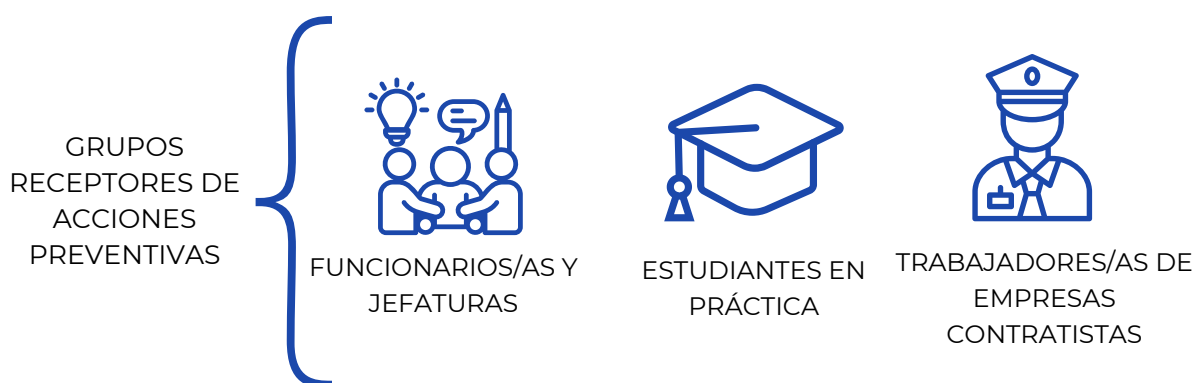 GRUPOS
RECEPTORES DE
ACCIONES
PREVENTIVAS
FUNCIONARIOS/AS Y
JEFATURAS
ESTUDIANTES EN
PRÁCTICA
TRABAJADORES/AS DE
EMPRESAS
CONTRATISTAS